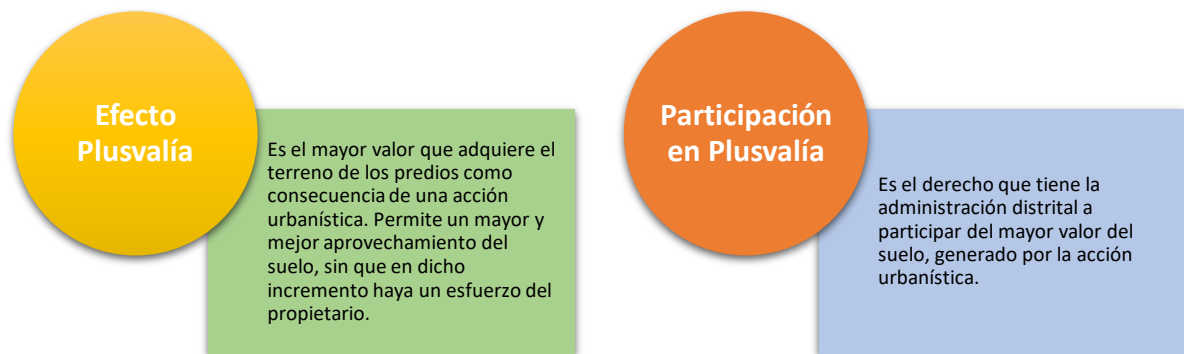 Efecto
Plusvalía
Es el mayor valor que adquiere el
terreno de los predios como
consecuencia de una acción
urbanística. Permite un mayor y
mejor aprovechamiento del
suelo, sin que en dicho
incremento haya un esfuerzo del
propietario.
Participación
en Plusvalía
Es el derecho que tiene la
administración distrital a
participar del mayor valor del
suelo, generado por la acción
urbanística.